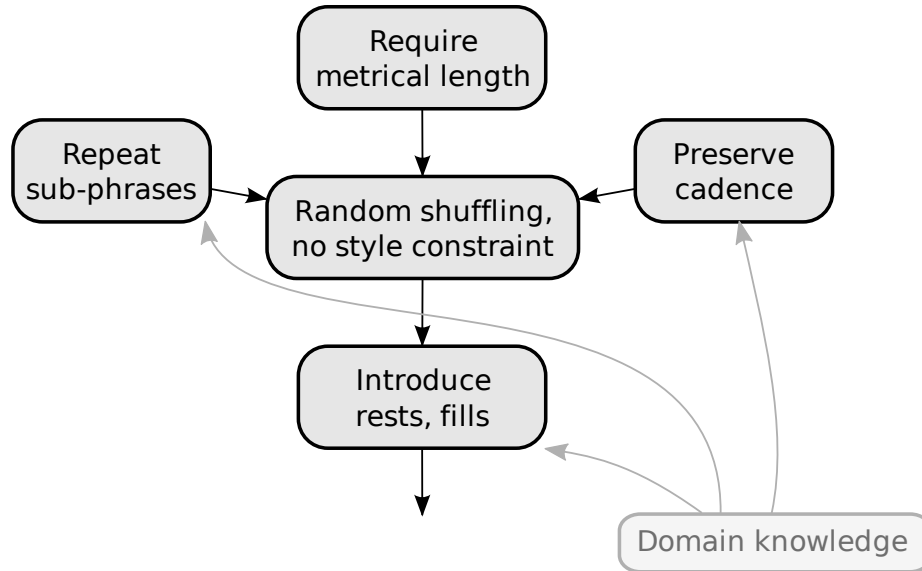 Require
metrical length
Repeat
sub-phrases
Preserve
cadence
Random shuffling,
no style constraint
Introduce
rests, fills
Domain knowledge